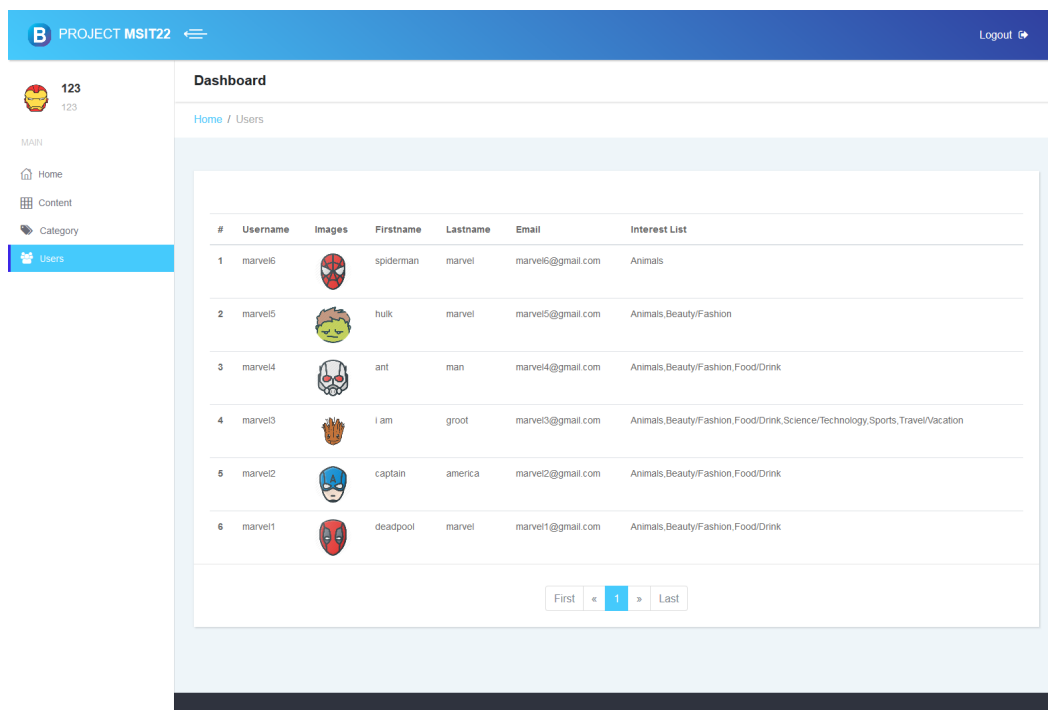 B PROJECT MSIT22
Logout
123
123
MAIN
Home
Content
Category
Users
Dashboard
Home / Users
# Username Images Firstname Lastname Email Interest List
1 marvel6 spiderman marvel marvel6@gmail.com Animals
2 marvel5 hulk marvel marvel5@gmail.com Animals,Beauty/Fashion
3 marvel4 ant man marvel4@gmail.com Animals,Beauty/Fashion,Food/Drink
4 marvel3 i am groot marvel3@gmail.com Animals,Beauty/Fashion,Food/Drink,Science/Technology,Sports,Travel/Vacation
5 marvel2 captain america marvel2@gmail.com Animals,Beauty/Fashion,Food/Drink
6 marvel1 deadpool marvel marvel1@gmail.com Animals,Beauty/Fashion,Food/Drink
First « 1 » Last